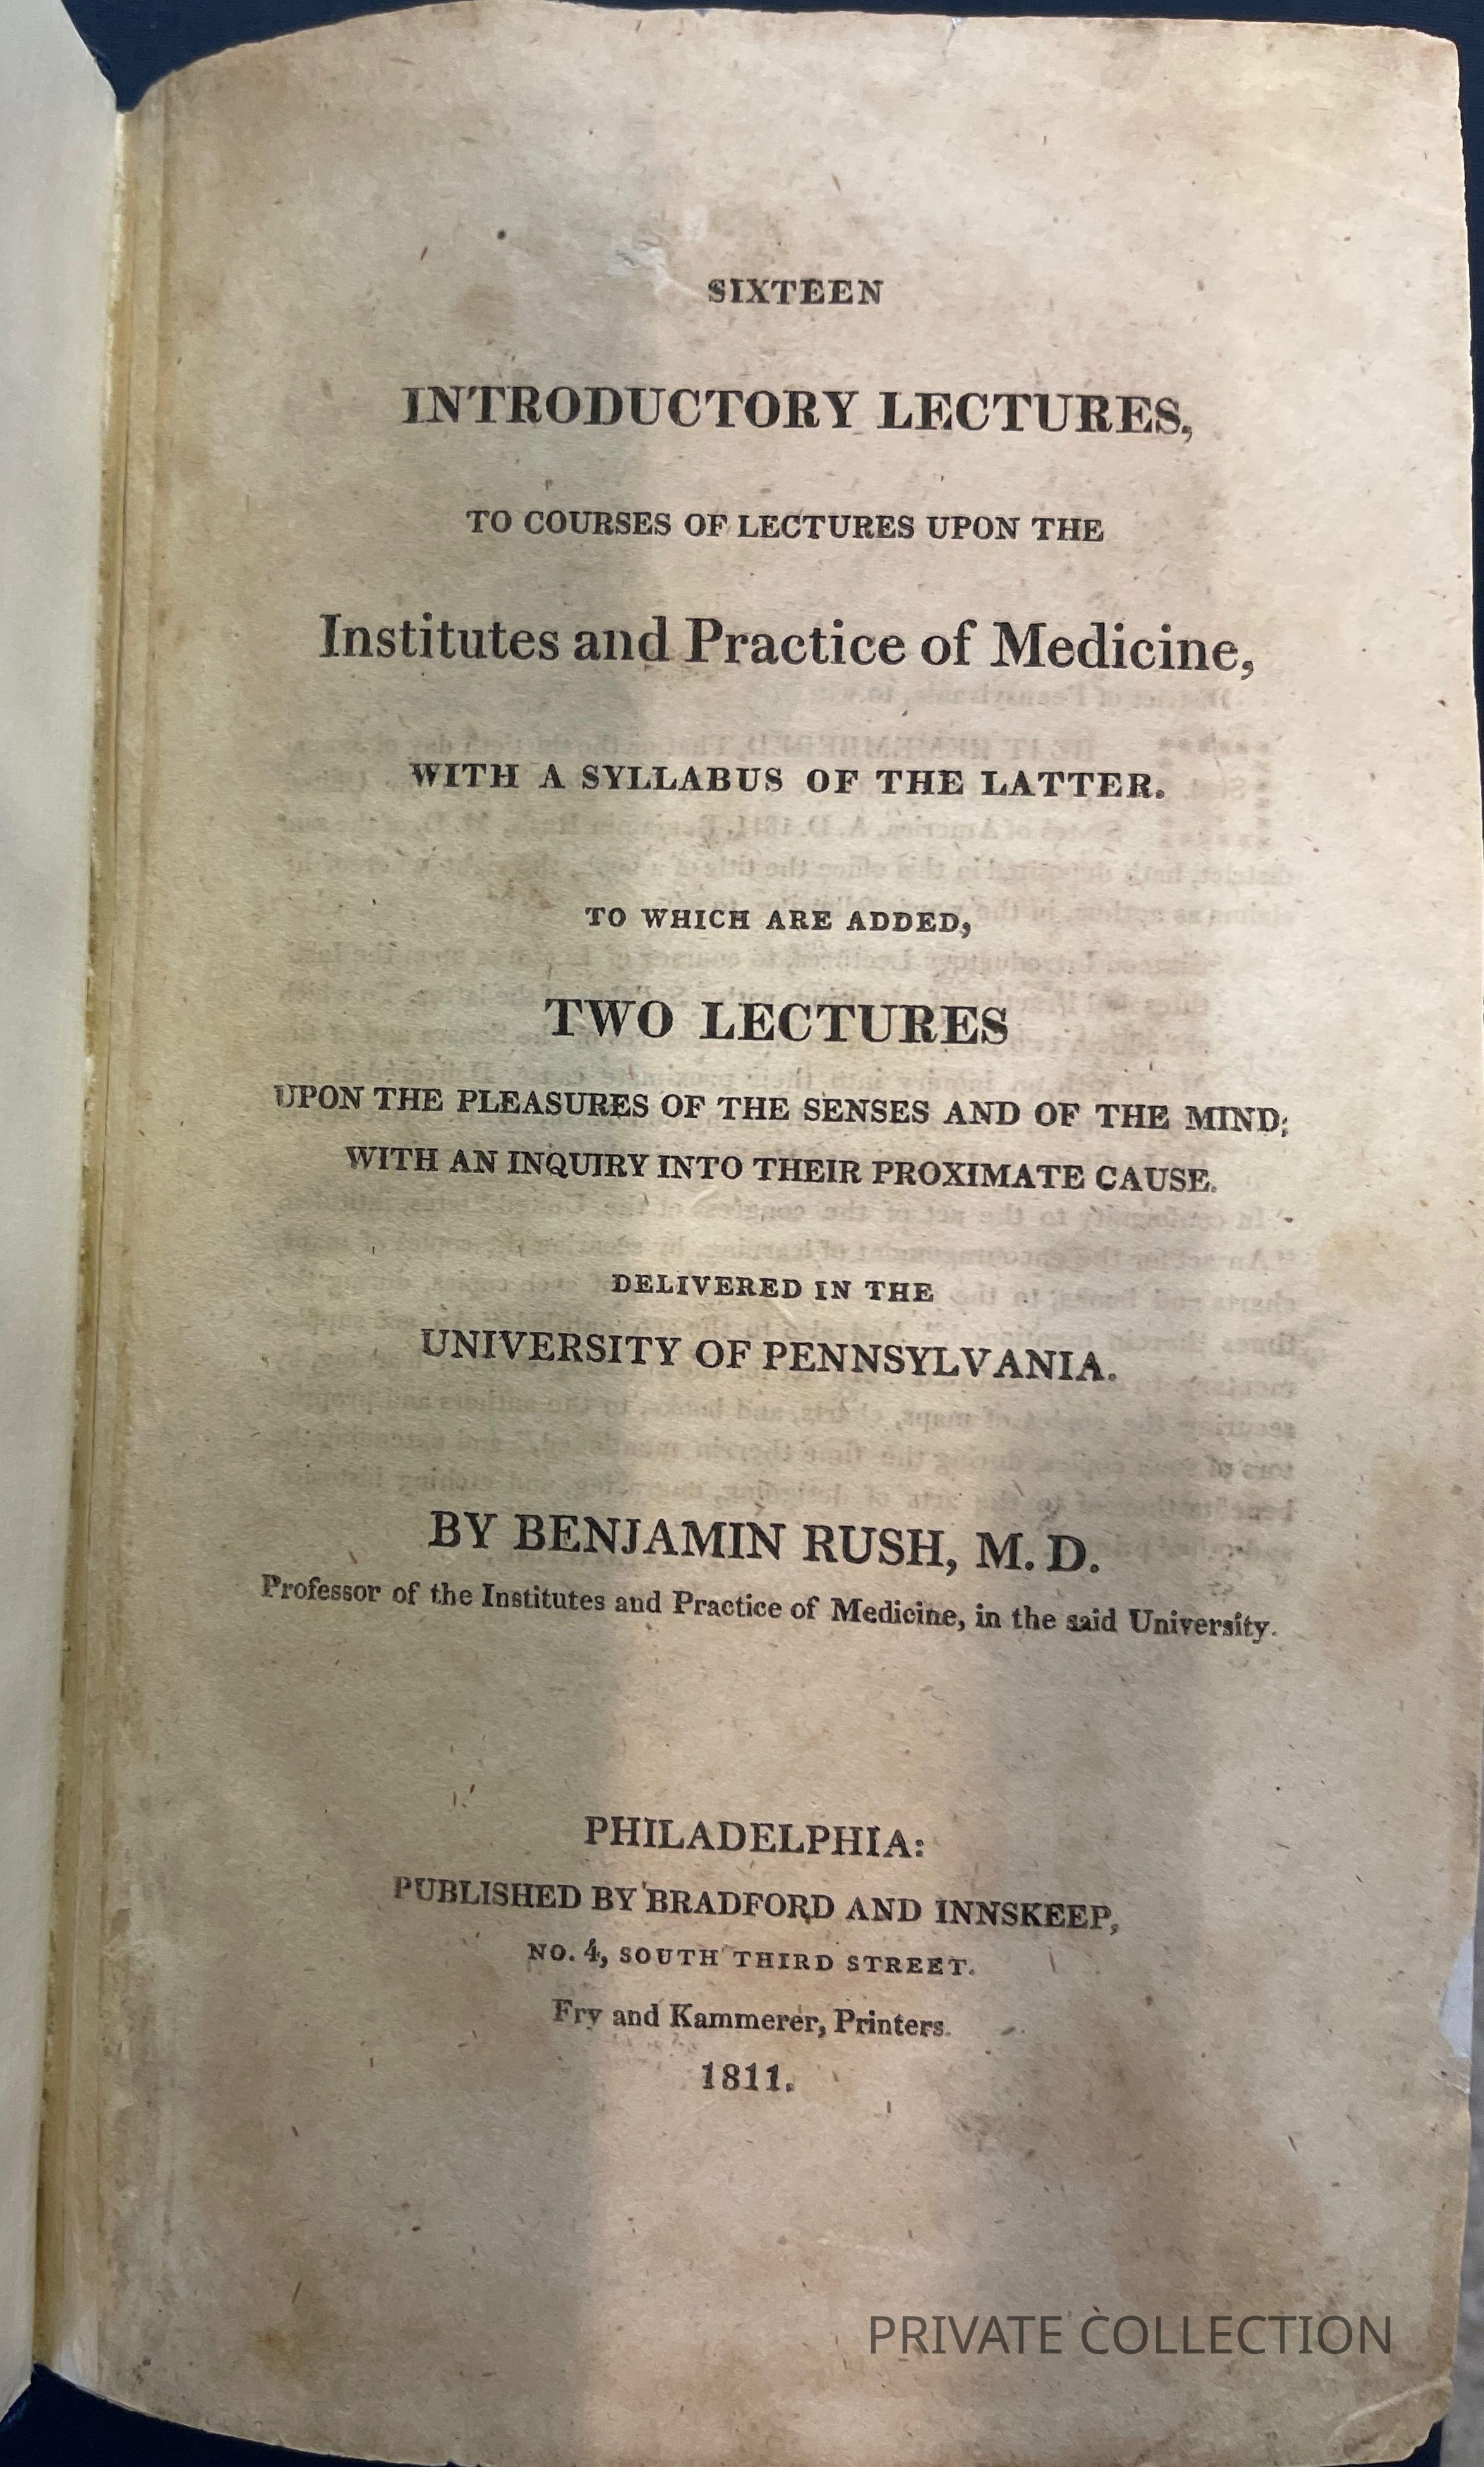 SIXTEEN
INTRODUCTORY LECTURES,
TO COURSES OF LECTURES UPON THE
Institutes and Practice of Medicine,
WITH A SYLLABUS OF THE LATTER.
TO WHICH ARE ADDED,
TWO LECTURES
UPON THE PLEASURES OF THE SENSES AND OF THE MIND;
WITH AN INQUIRY INTO THEIR PROXIMATE CAUSE.
DELIVERED IN THE
UNIVERSITY OF PENNSYLVANIA.
BY BENJAMIN RUSH, M. D.
Professor of the Institutes and Practice of Medicine, in the said University.
PHILADELPHIA:
PUBLISHED BY BRADFORD AND INNSKEEP,
NO. 4, SOUTH THIRD STREET.
Fry and Kammerer, Printers.
1811.
PRIVATE COLLECTION